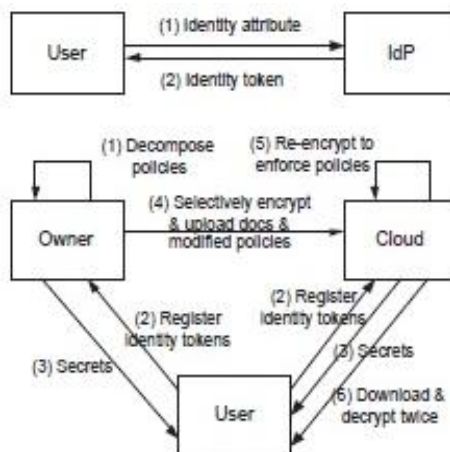 (1) Identity attribute
User
IdP
(2) Identity token
(1) Decompose
policies
(5) Re-encrypt to
enforce policies
(4) Selectively encrypt
& upload docs &
modified policies
Owner
Cloud
(2) Register
identity tokens
(2) Register
identity tokens
(3) Secrets
(3) Secrets
(6) Download &
decrypt twice
User